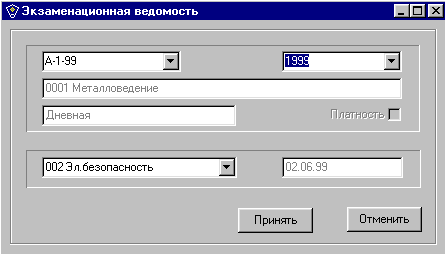 Экзаменационная ведомость
А-1-99 1999
0001 Металловедение
Дневная Платность
002 Эл.безопасность 02.06.99
Принять Отменить